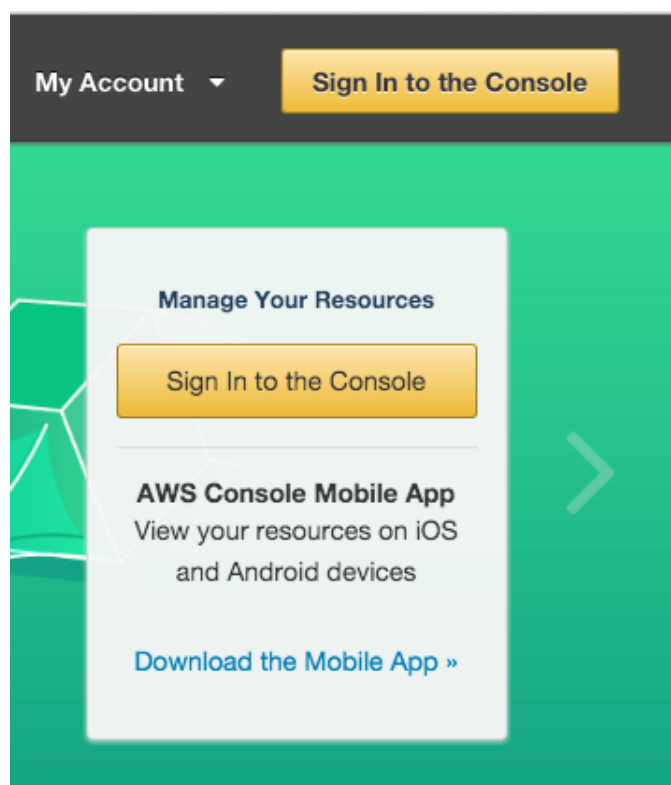 My Account
Sign In to the Console
Manage Your Resources
Sign In to the Console
AWS Console Mobile App
View your resources on iOS
and Android devices
Download the Mobile App »